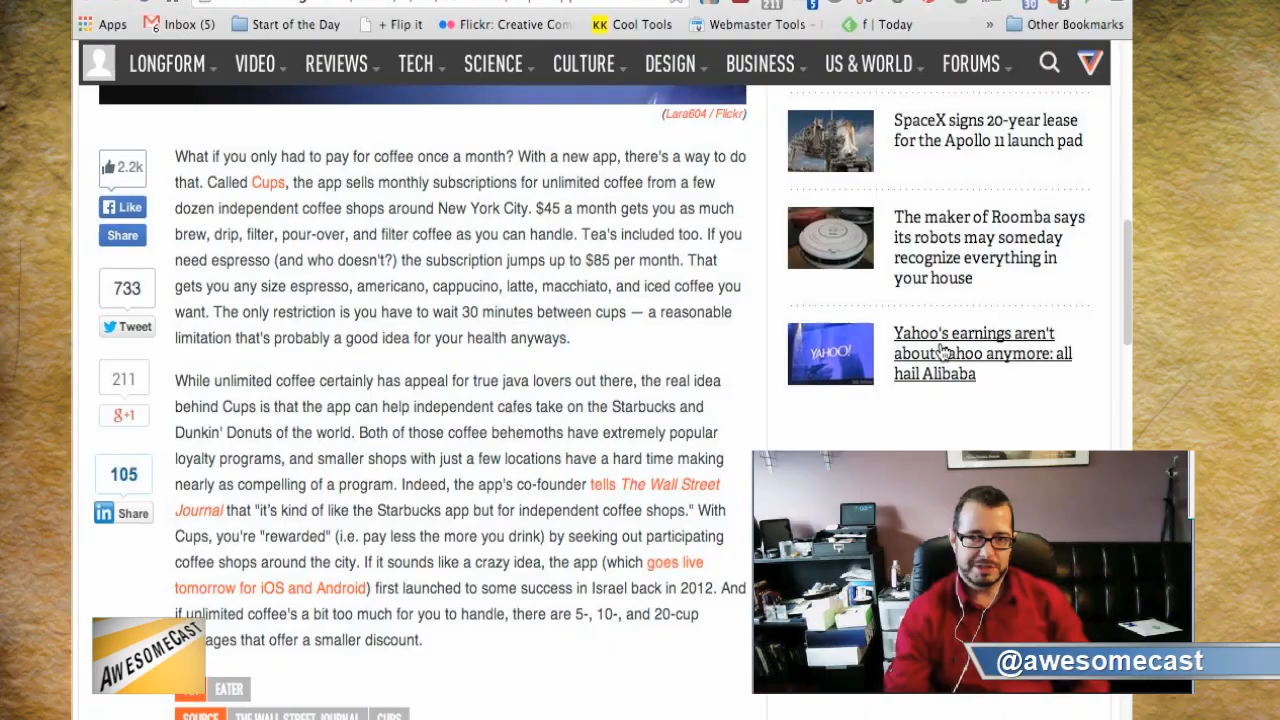 Apps
Inbox (5)
Start of the Day
+ Flip it
Flickr: Creative Com
KK Cool Tools
Webmaster Tools –
f | Today
»
Other Bookmarks
LONGFORM
VIDEO
REVIEWS
TECH
SCIENCE
CULTURE
DESIGN
BUSINESS
US & WORLD
FORUMS
(Lara604 / Flickr)
2.2k
Like
Share
733
Tweet
211
g+1
105
in Share
What if you only had to pay for coffee once a month? With a new app, there's a way to do
that. Called Cups, the app sells monthly subscriptions for unlimited coffee from a few
dozen independent coffee shops around New York City. $45 a month gets you as much
brew, drip, filter, pour-over, and filter coffee as you can handle. Tea's included too. If you
need espresso (and who doesn't?) the subscription jumps up to $85 per month. That
gets you any size espresso, americano, cappucino, latte, macchiato, and iced coffee you
want. The only restriction is you have to wait 30 minutes between cups — a reasonable
limitation that's probably a good idea for your health anyways.
While unlimited coffee certainly has appeal for true java lovers out there, the real idea
behind Cups is that the app can help independent cafes take on the Starbucks and
Dunkin' Donuts of the world. Both of those coffee behemoths have extremely popular
loyalty programs, and smaller shops with just a few locations have a hard time making
nearly as compelling of a program. Indeed, the app's co-founder tells The Wall Street
Journal that "it's kind of like the Starbucks app but for independent coffee shops." With
Cups, you're "rewarded" (i.e. pay less the more you drink) by seeking out participating
coffee shops around the city. If it sounds like a crazy idea, the app (which goes live
tomorrow for iOS and Android) first launched to some success in Israel back in 2012. And
if unlimited coffee's a bit too much for you to handle, there are 5-, 10-, and 20-cup
ages that offer a smaller discount.
EATER
SOURCE
THE WALL STREET JOURNAL
CUPS
SpaceX signs 20-year lease
for the Apollo 11 launch pad
The maker of Roomba says
its robots may someday
recognize everything in
your house
YAHOO!
Yahoo's earnings aren't
about Yahoo anymore: all
hail Alibaba
AWESOMECAST
@awesomecast